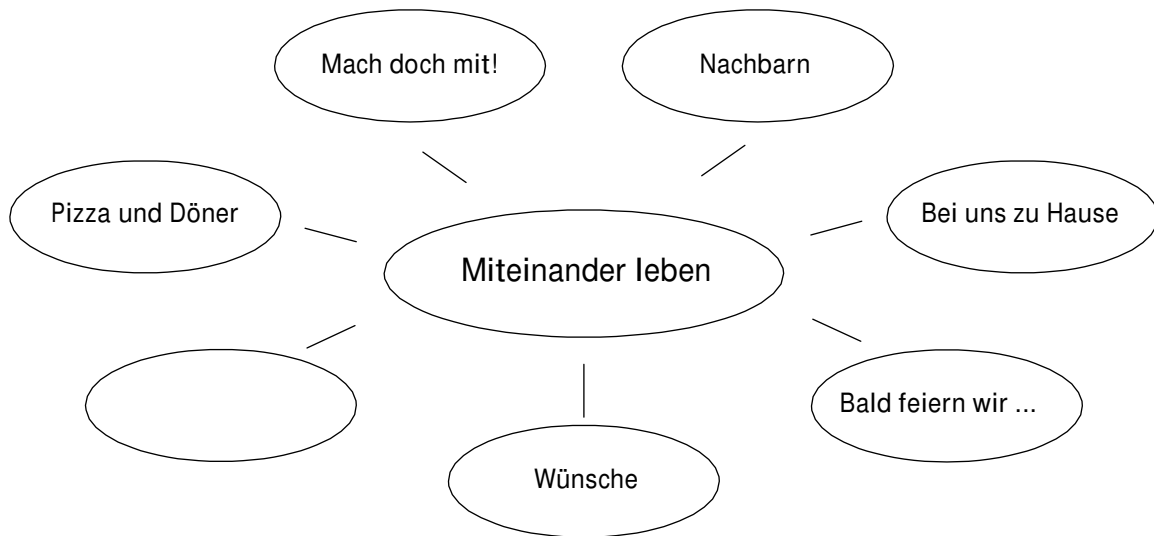 Mach doch mit!
Nachbarn
Pizza und Döner
Bei uns zu Hause
Miteinander leben
Bald feiern wir ...
Wünsche